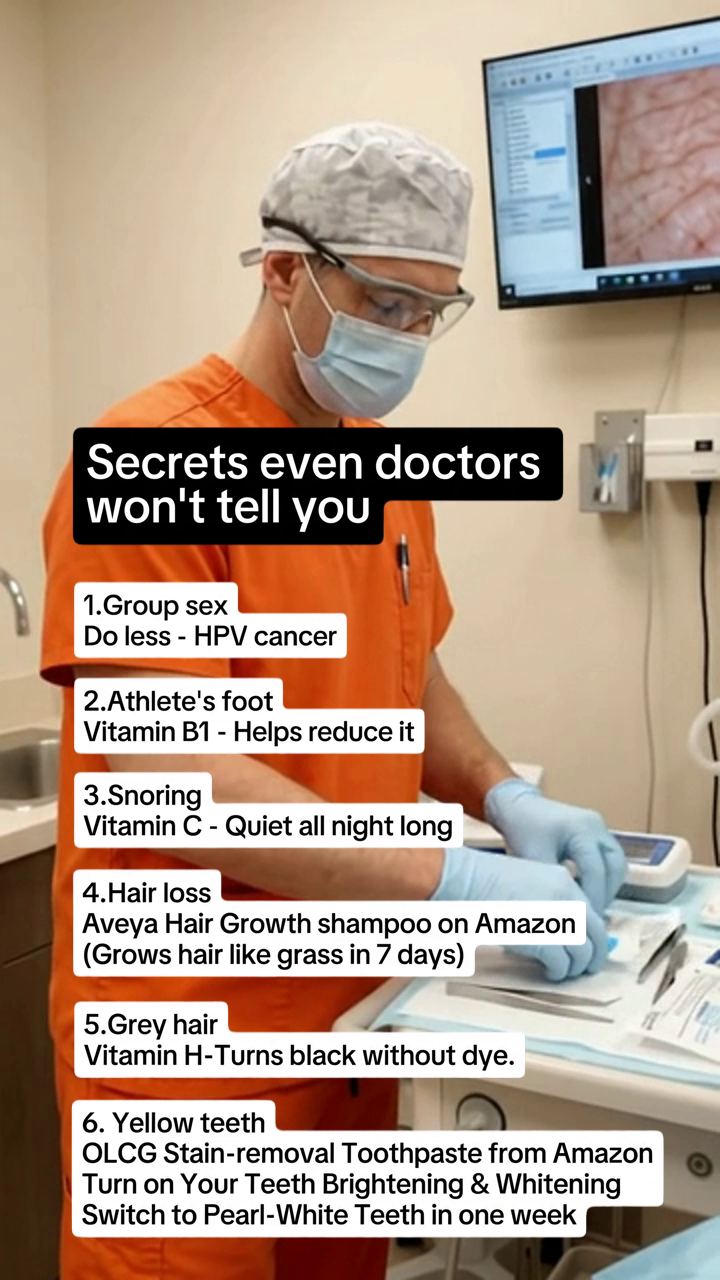 Secrets even doctors
won't tell you
1.Group sex
Do less - HPV cancer
2.Athlete's foot
Vitamin B1 - Helps reduce it
3.Snoring
Vitamin C - Quiet all night long
4.Hair loss
Aveya Hair Growth shampoo on Amazon
(Grows hair like grass in 7 days)
5.Grey hair
Vitamin H-Turns black without dye.
6. Yellow teeth
OLCG Stain-removal Toothpaste from Amazon
Turn on Your Teeth Brightening & Whitening
Switch to Pearl-White Teeth in one week